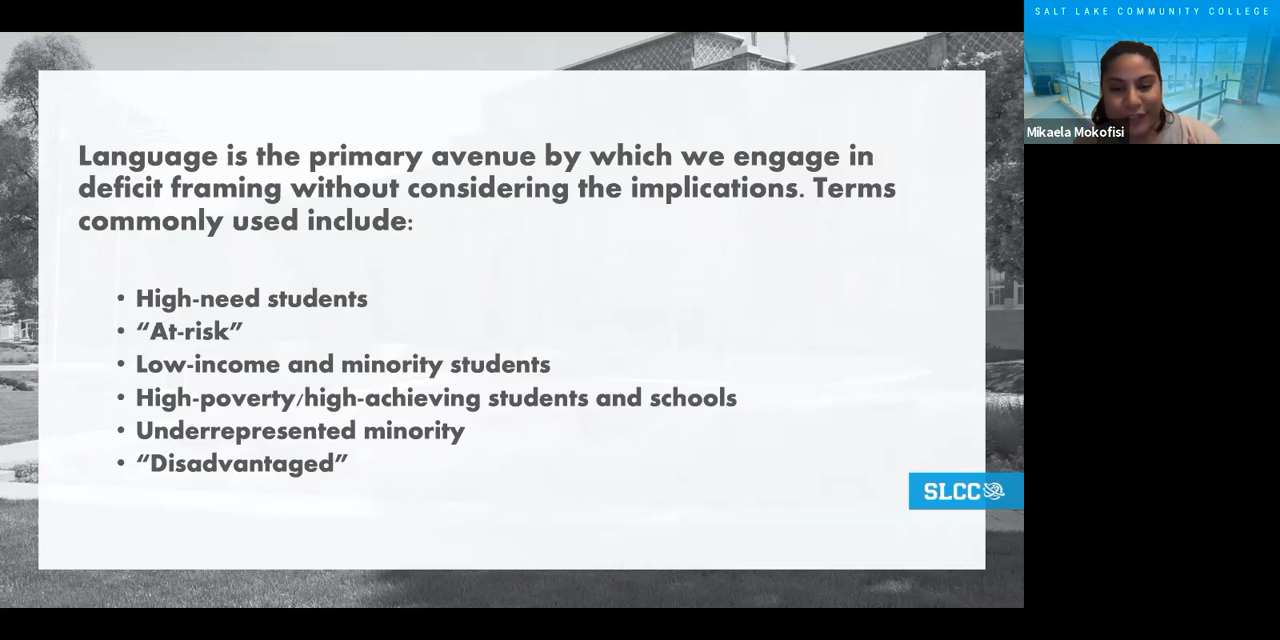 SALT LAKE COMMUNITY COLLEGE
Mikaela Mokofisi
Language is the primary avenue by which we engage in
deficit framing without considering the implications. Terms
commonly used include:
• High-need students
• “At-risk”
• Low-income and minority students
• High-poverty/high-achieving students and schools
• Underrepresented minority
• “Disadvantaged”
SLCC